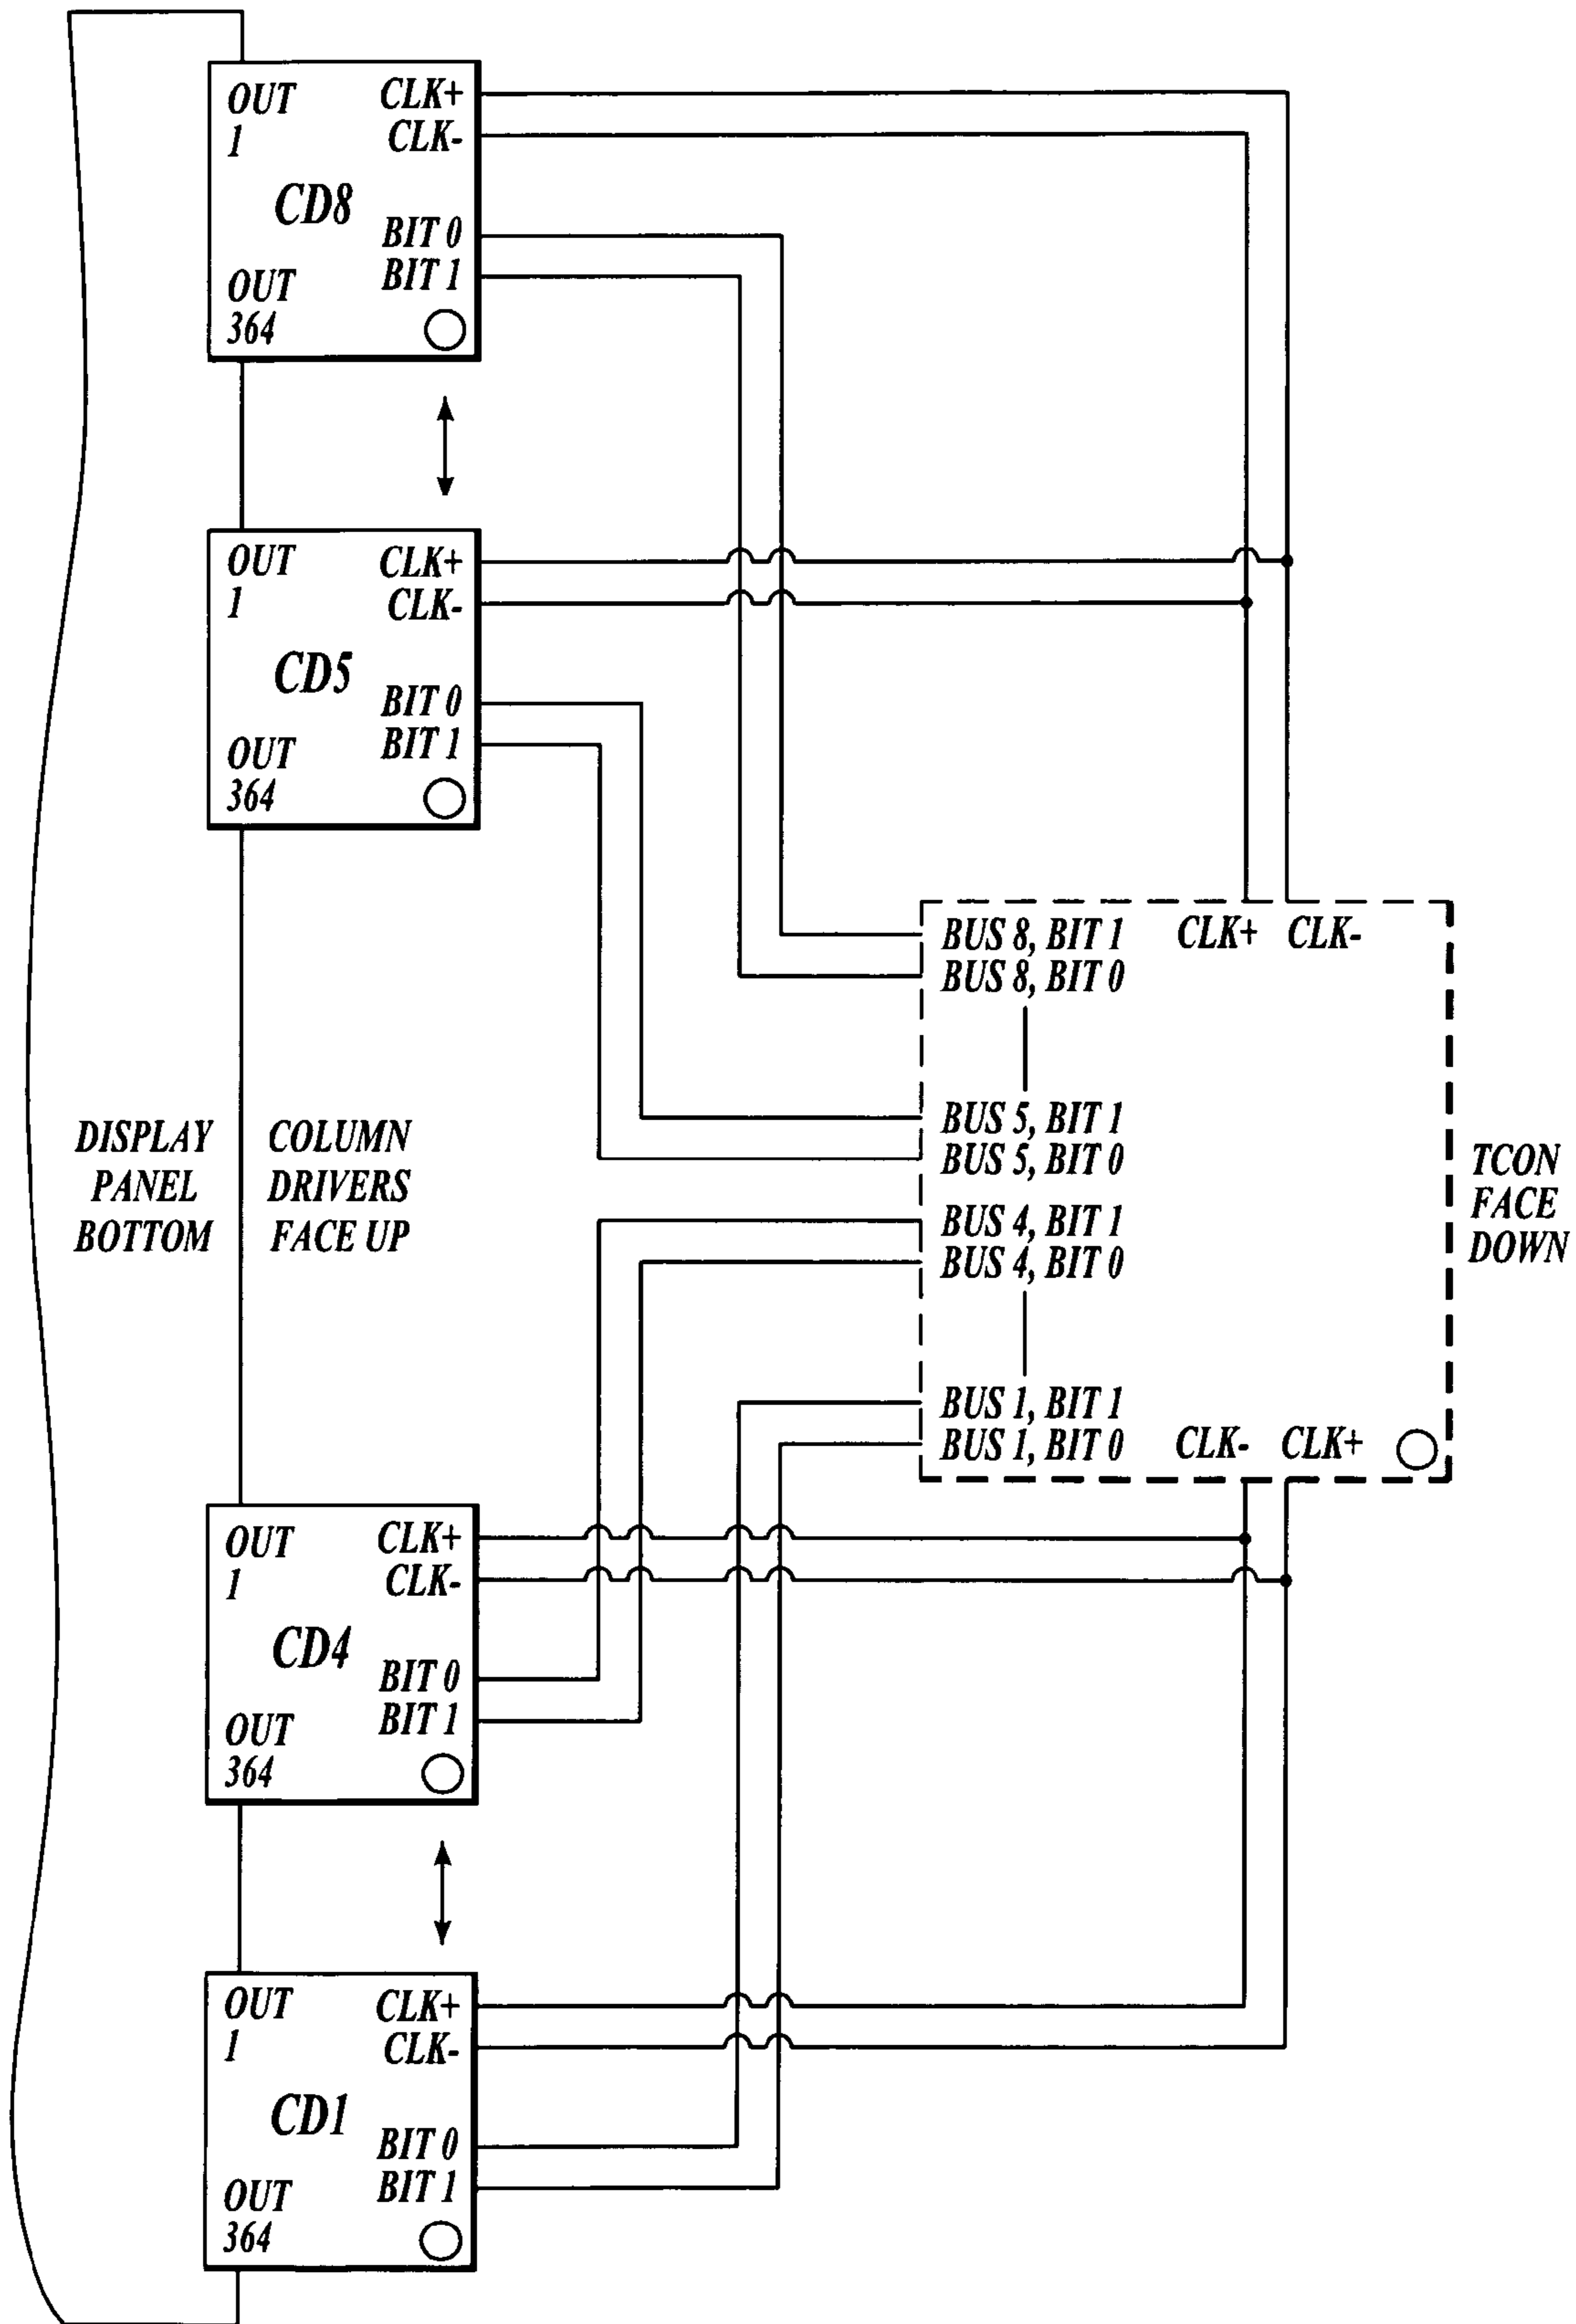 OUT
1
CLK+
CLK-
CD8
BIT 0
BIT 1
OUT
364
OUT
1
CLK+
CLK-
CD5
BIT 0
BIT 1
OUT
364
BUS 8, BIT 1
BUS 8, BIT 0
CLK+ CLK-
BUS 5, BIT 1
BUS 5, BIT 0
BUS 4, BIT 1
BUS 4, BIT 0
BUS 1, BIT 1
BUS 1, BIT 0
CLK- CLK+
DISPLAY
PANEL
BOTTOM
COLUMN
DRIVERS
FACE UP
TCON
FACE
DOWN
OUT
1
CLK+
CLK-
CD4
BIT 0
BIT 1
OUT
364
OUT
1
CLK+
CLK-
CD1
BIT 0
BIT 1
OUT
364